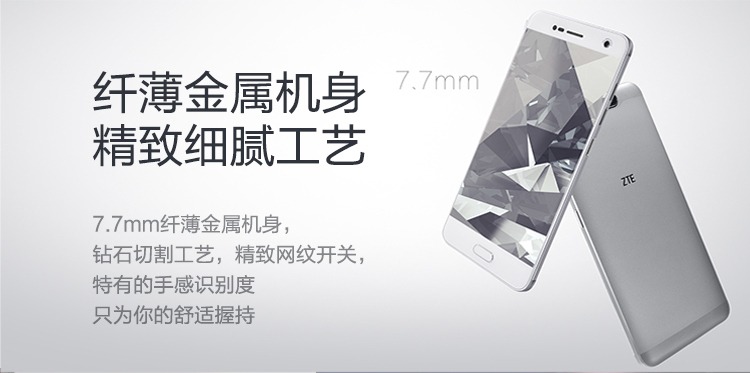 纤薄金属机身
精致细腻工艺
7.7mm
7.7mm纤薄金属机身，
钻石切割工艺，精致网纹开关，
特有的手感识别度
只为你的舒适握持
ZTE